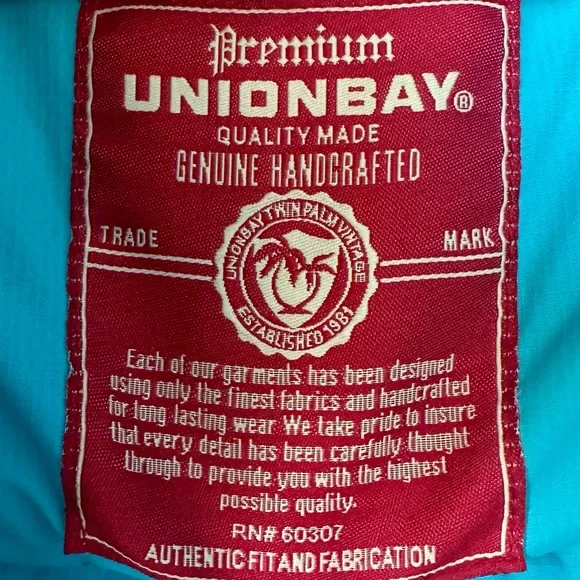 Premium
UNIONBAY®
QUALITY MADE
GENUINE HANDCRAFTED
TRADE MARK
UNIONBAY TWIN PALM VINTAGE
ESTABLISHED 1981
Each of our garments has been designed
using only the finest fabrics and handcrafted
for long lasting wear We take pride to insure
that every detail has been carefully thought
through to provide you with the highest
possible quality.
RN# 60307
AUTHENTIC FIT AND FABRICATION